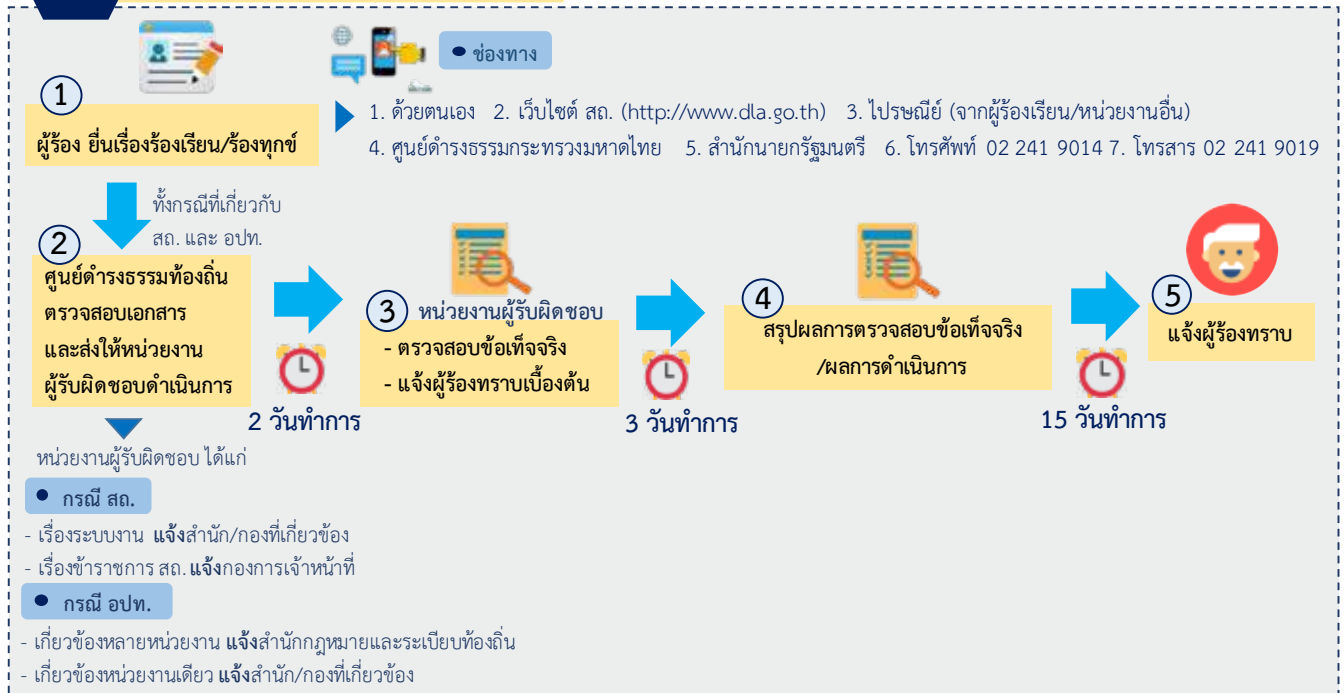 ● ช่องทาง
1
ผู้ร้อง ยื่นเรื่องร้องเรียน/ร้องทุกข์
1. ด้วยตนเอง 2. เว็บไซต์ สถ. (http://www.dla.go.th) 3. ไปรษณีย์ (จากผู้ร้องเรียน/หน่วยงานอื่น)
4. ศูนย์ดำรงธรรมกระทรวงมหาดไทย 5. สำนักนายกรัฐมนตรี 6. โทรศัพท์ 02 241 9014 7. โทรสาร 02 241 9019
ทั้งกรณีที่เกี่ยวกับ
สถ. และ อปท.
2
ศูนย์ดำรงธรรมท้องถิ่น
ตรวจสอบเอกสาร
และส่งให้หน่วยงาน
ผู้รับผิดชอบดำเนินการ
2 วันทำการ
3 หน่วยงานผู้รับผิดชอบ
- ตรวจสอบข้อเท็จจริง
- แจ้งผู้ร้องทราบเบื้องต้น
3 วันทำการ
4
สรุปผลการตรวจสอบข้อเท็จจริง
/ผลการดำเนินการ
15 วันทำการ
5
แจ้งผู้ร้องทราบ
หน่วยงานผู้รับผิดชอบ ได้แก่
● กรณี สถ.
- เรื่องระบบงาน แจ้งสำนัก/กองที่เกี่ยวข้อง
- เรื่องข้าราชการ สถ. แจ้งกองการเจ้าหน้าที่
● กรณี อปท.
- เกี่ยวข้องหลายหน่วยงาน แจ้งสำนักกฎหมายและระเบียบท้องถิ่น
- เกี่ยวข้องหน่วยงานเดียว แจ้งสำนัก/กองที่เกี่ยวข้อง